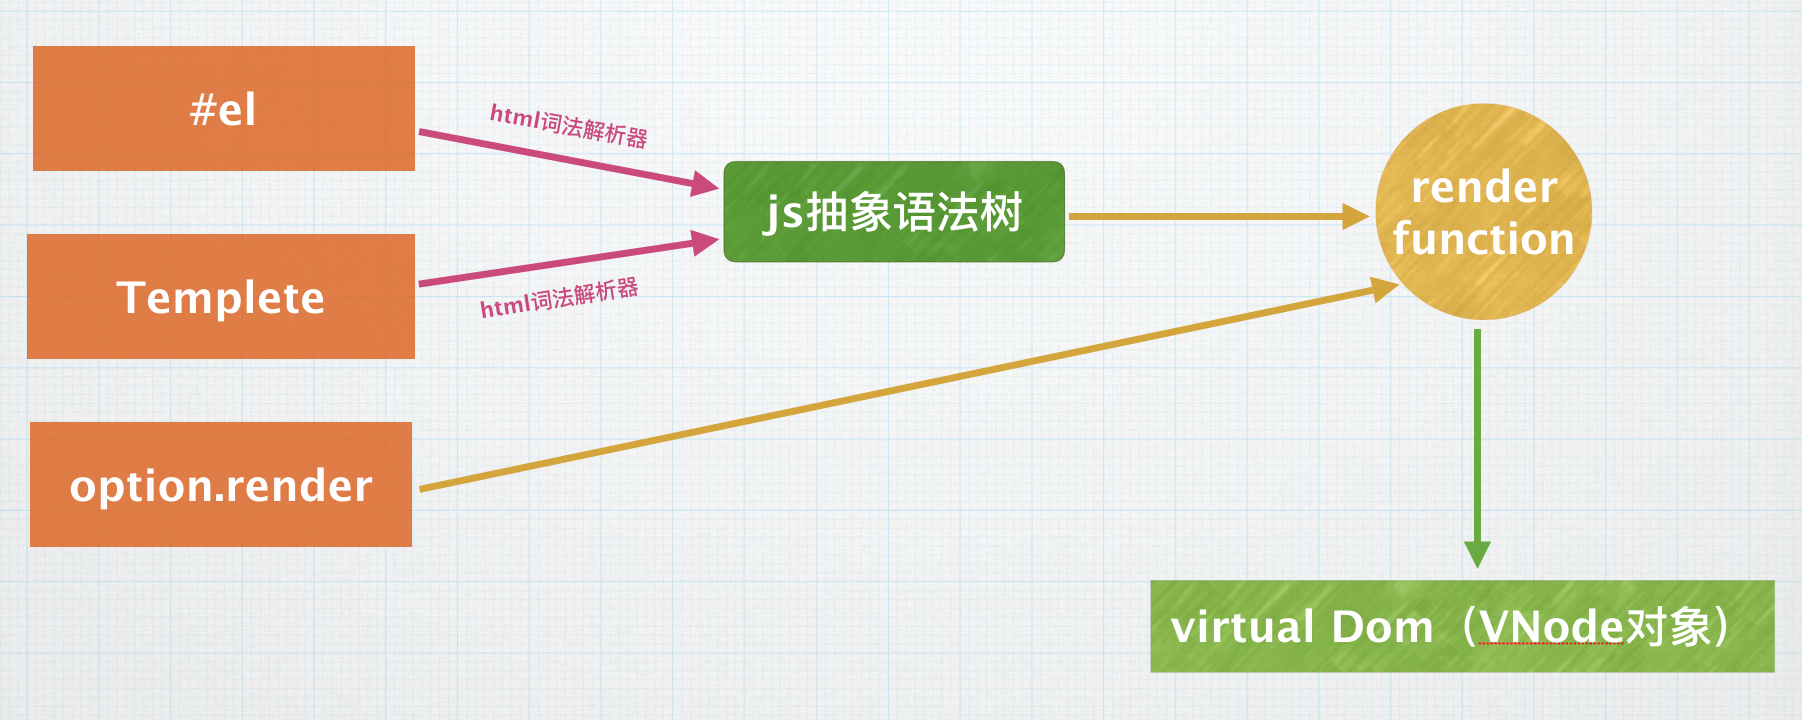 #el
html词法解析器
js抽象语法树
render
function
Templete
html词法解析器
option.render
virtual Dom（VNode对象）